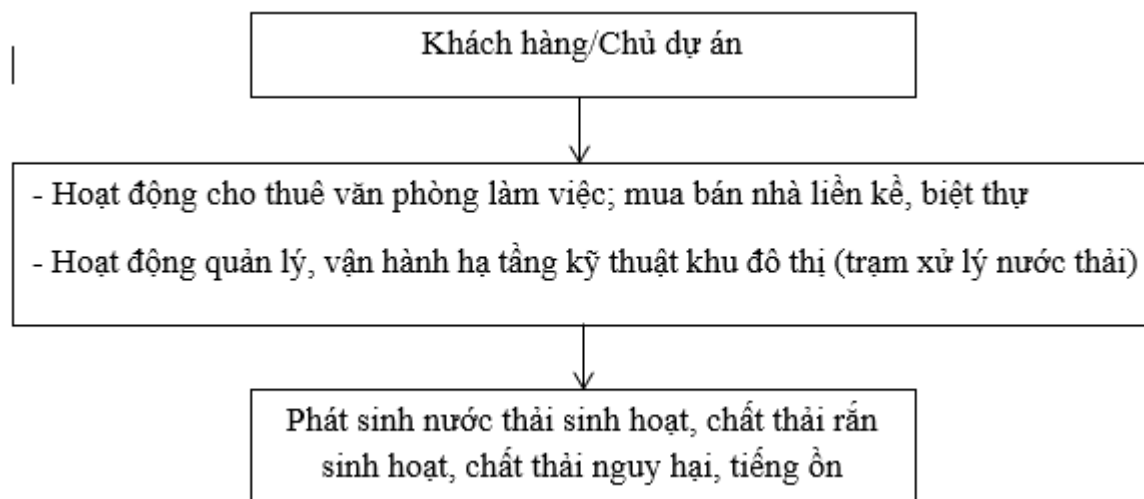 Khách hàng/Chủ dự án
- Hoạt động cho thuê văn phòng làm việc; mua bán nhà liền kề, biệt thự
- Hoạt động quản lý, vận hành hạ tầng kỹ thuật khu đô thị (trạm xử lý nước thải)
Phát sinh nước thải sinh hoạt, chất thải rắn
sinh hoạt, chất thải nguy hại, tiếng ồn